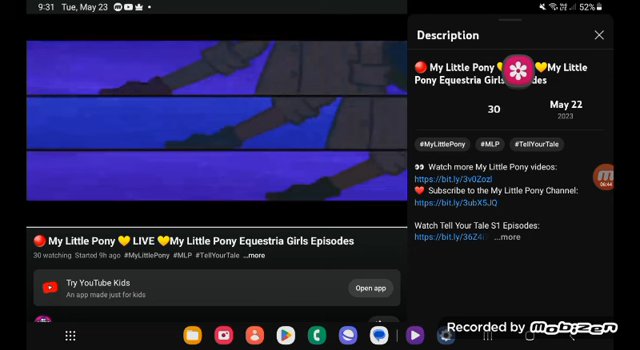 9:31 Tue, May 23
52%
Description
🔴 My Little Pony 💛 💛My Little
Pony Equestria Girls Episodes
30
May 22
2023
#MyLittlePony #MLP #TellYourTale
👀 Watch more My Little Pony videos:
https://bit.ly/3v0Zozl
❤️ Subscribe to the My Little Pony Channel:
https://bit.ly/3ubX5JQ
Watch Tell Your Tale S1 Episodes:
...more
06:44
🔴My Little Pony 💛 LIVE 💛My Little Pony Equestria Girls Episodes
30 watching Started 9h ago #MyLittlePony #MLP #TellYourTale ...more
Try YouTube Kids
An app made just for kids
Open app
Recorded by mobizen